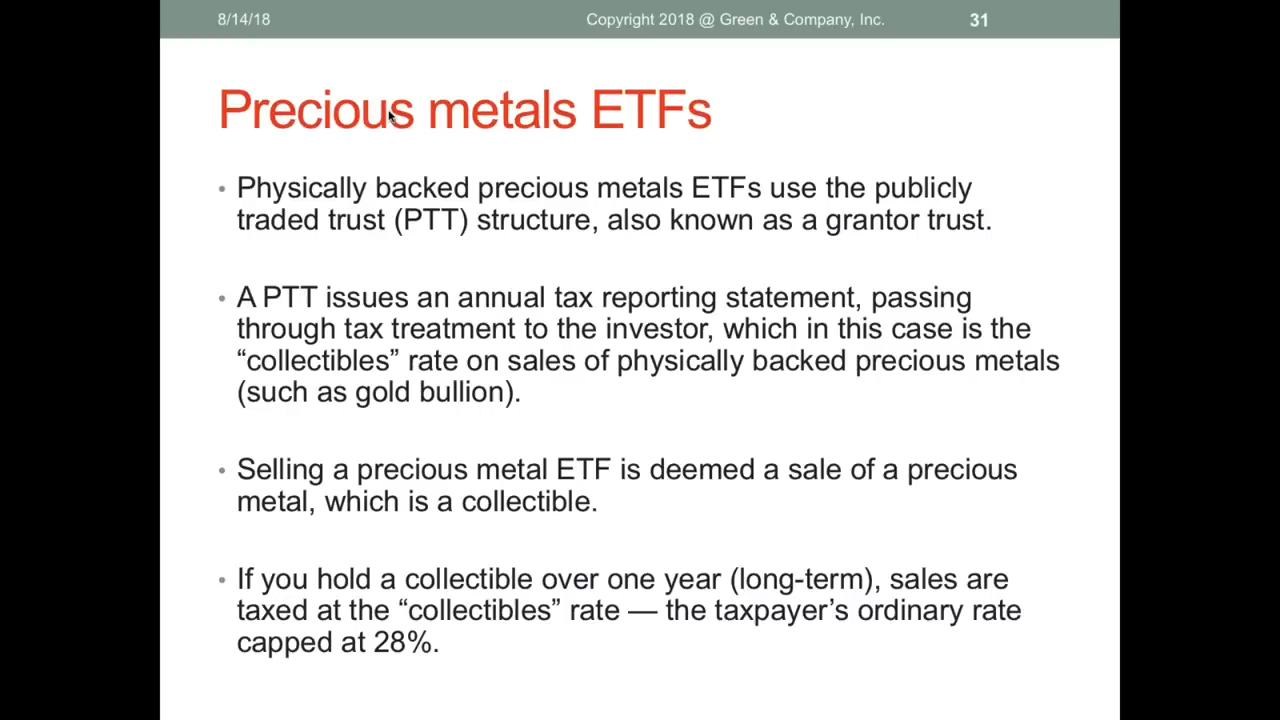 8/14/18 Copyright 2018 @ Green & Company, Inc. 31
Precious metals ETFs
• Physically backed precious metals ETFs use the publicly
traded trust (PTT) structure, also known as a grantor trust.
• A PTT issues an annual tax reporting statement, passing
through tax treatment to the investor, which in this case is the
“collectibles” rate on sales of physically backed precious metals
(such as gold bullion).
• Selling a precious metal ETF is deemed a sale of a precious
metal, which is a collectible.
• If you hold a collectible over one year (long-term), sales are
taxed at the “collectibles” rate — the taxpayer’s ordinary rate
capped at 28%.